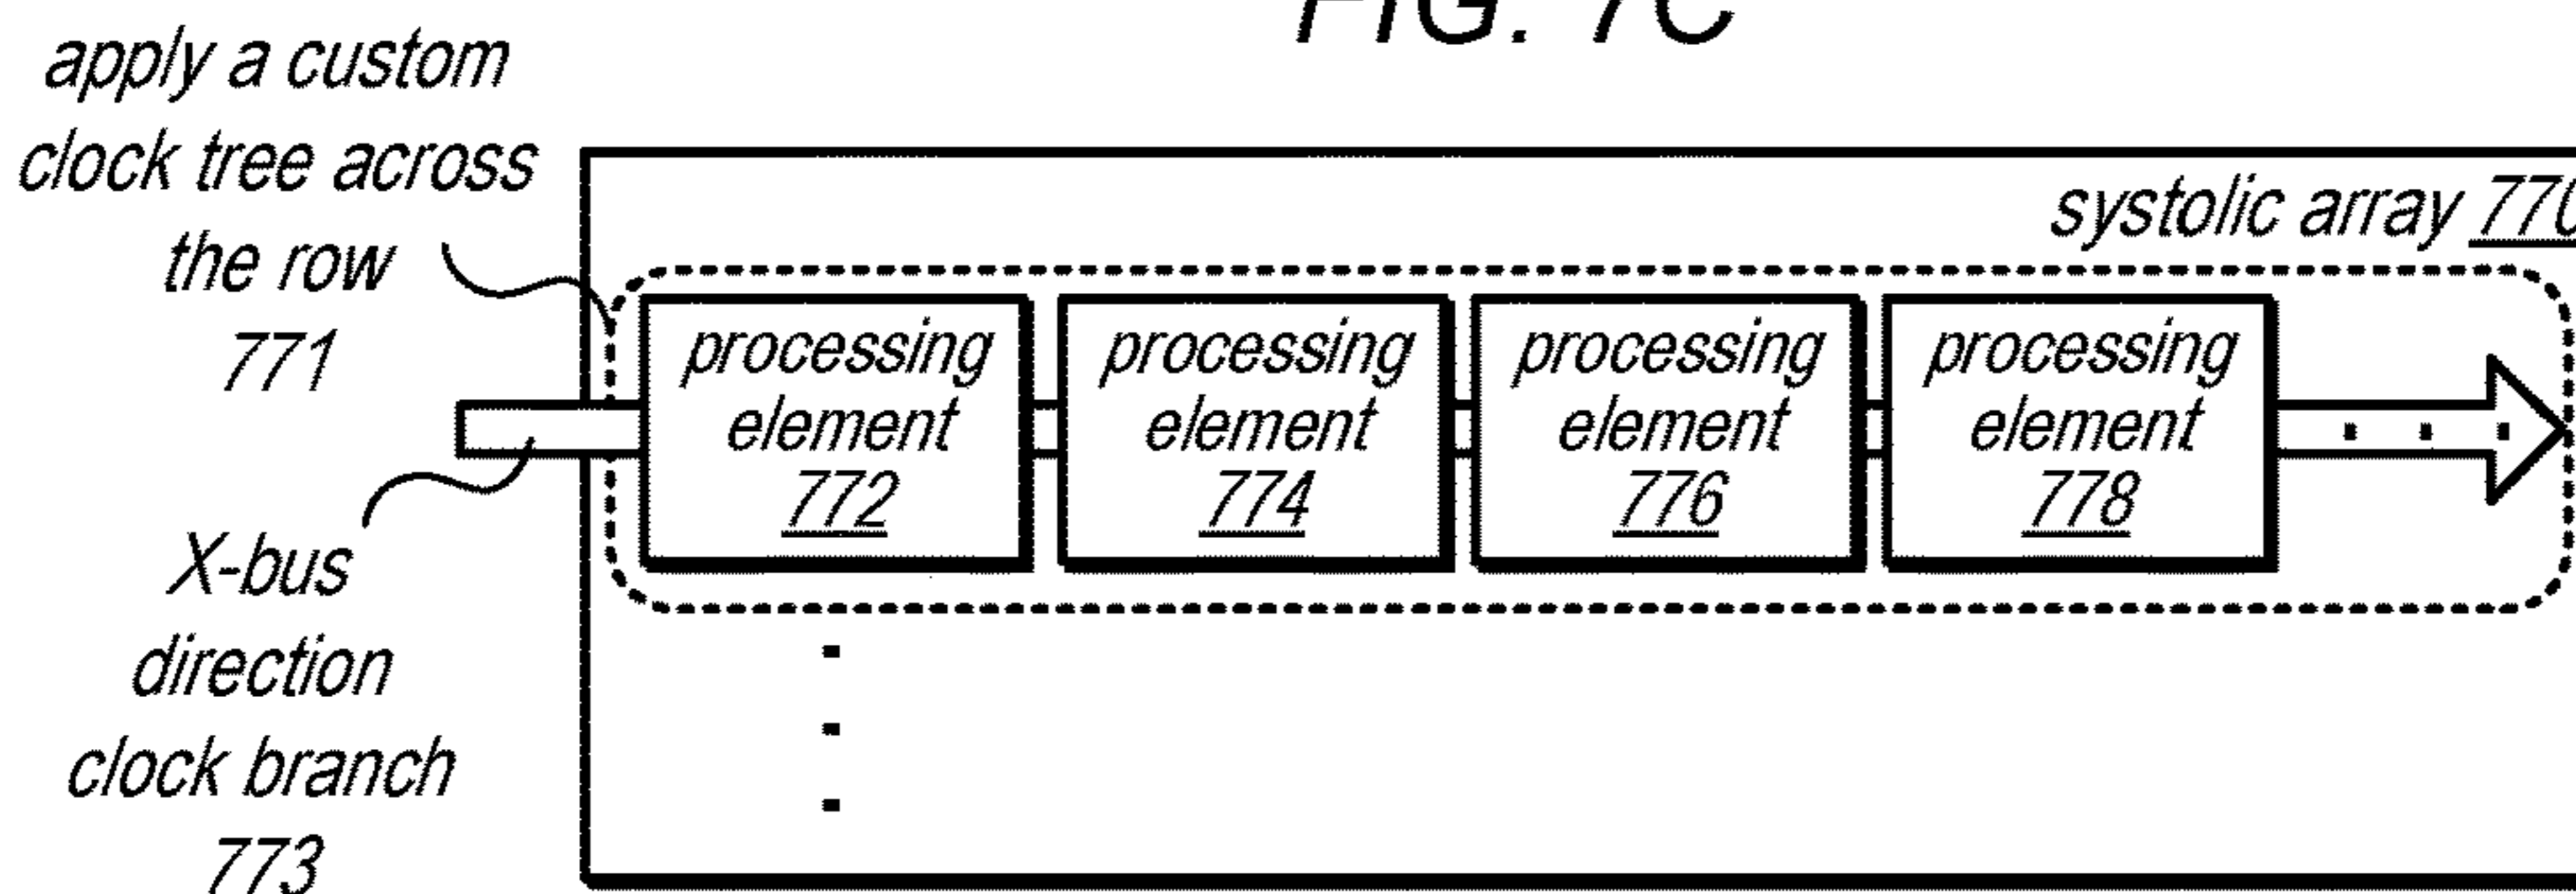 FIG. 7C
apply a custom
clock tree across
the row
771
systolic array 770
processing
element
772
processing
element
774
processing
element
776
processing
element
778
X-bus
direction
clock branch
773